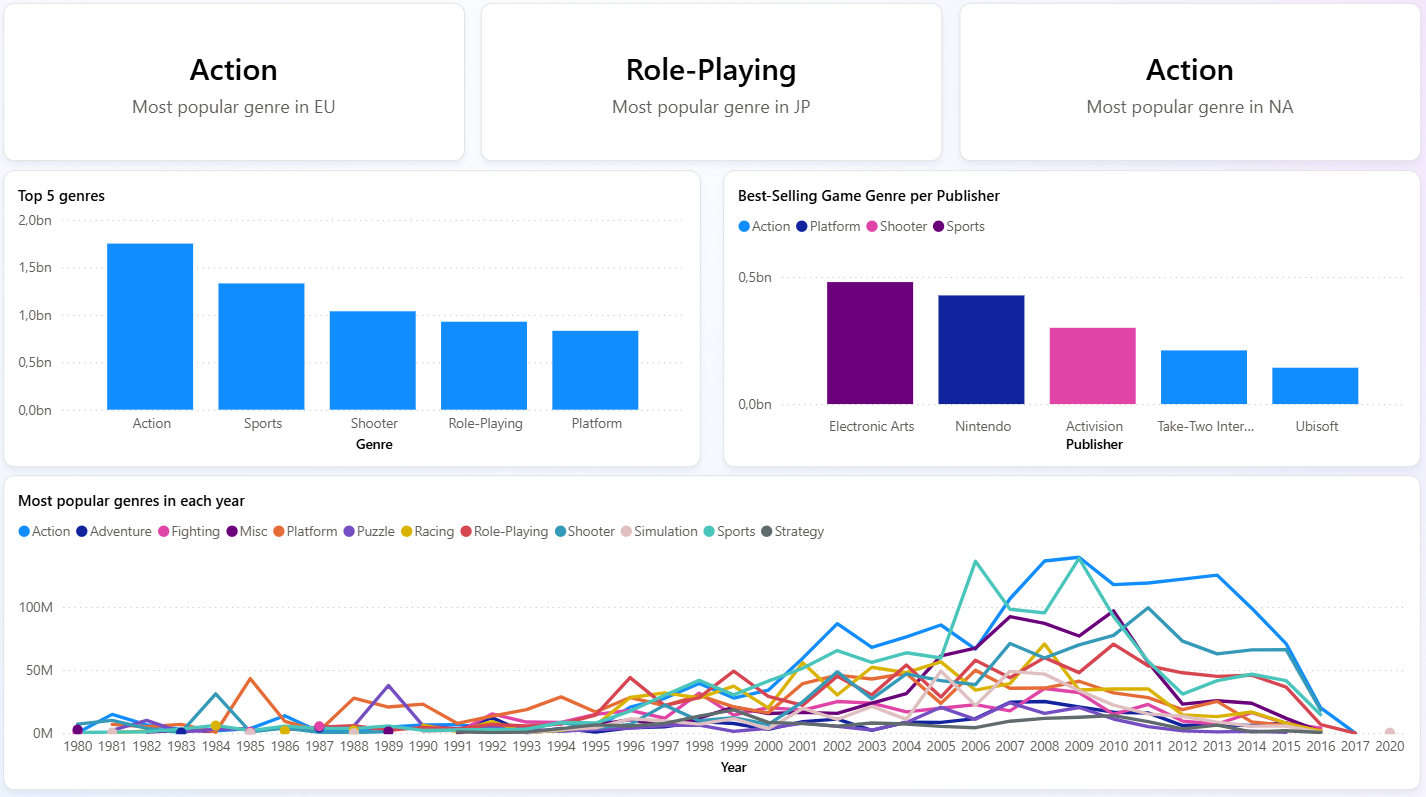 Action
Most popular genre in EU
Role-Playing
Most popular genre in JP
Action
Most popular genre in NA
Top 5 genres
2,0bn
1,5bn
1,0bn
0,5bn
0,0bn
Action Sports Shooter Role-Playing Platform
Genre
Best-Selling Game Genre per Publisher
Action Platform Shooter Sports
0,5bn
0,0bn
Electronic Arts Nintendo Activision Take-Two Inter... Ubisoft
Publisher
Most popular genres in each year
Action Adventure Fighting Misc Platform Puzzle Racing Role-Playing Shooter Simulation Sports Strategy
100M
50M
0M
1980 1981 1982 1983 1984 1985 1986 1987 1988 1989 1990 1991 1992 1993 1994 1995 1996 1997 1998 1999 2000 2001 2002 2003 2004 2005 2006 2007 2008 2009 2010 2011 2012 2013 2014 2015 2016 2017 2020
Year